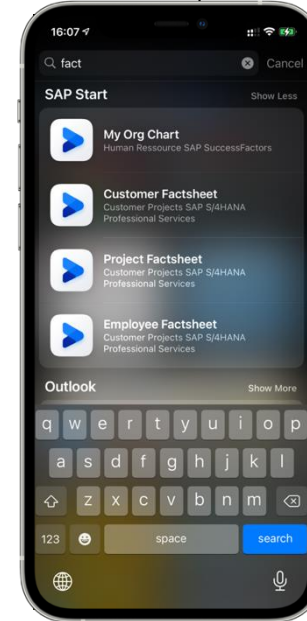 16:07
fact
Cancel
SAP Start
Show Less
My Org Chart
Human Ressource SAP SuccessFactors
Customer Factsheet
Customer Projects SAP S/4HANA
Professional Services
Project Factsheet
Customer Projects SAP S/4HANA
Professional Services
Employee Factsheet
Customer Projects SAP S/4HANA
Professional Services
Outlook
Show More
q w e r t y u i o p
a s d f g h j k l
z x c v b n m
123
space
search